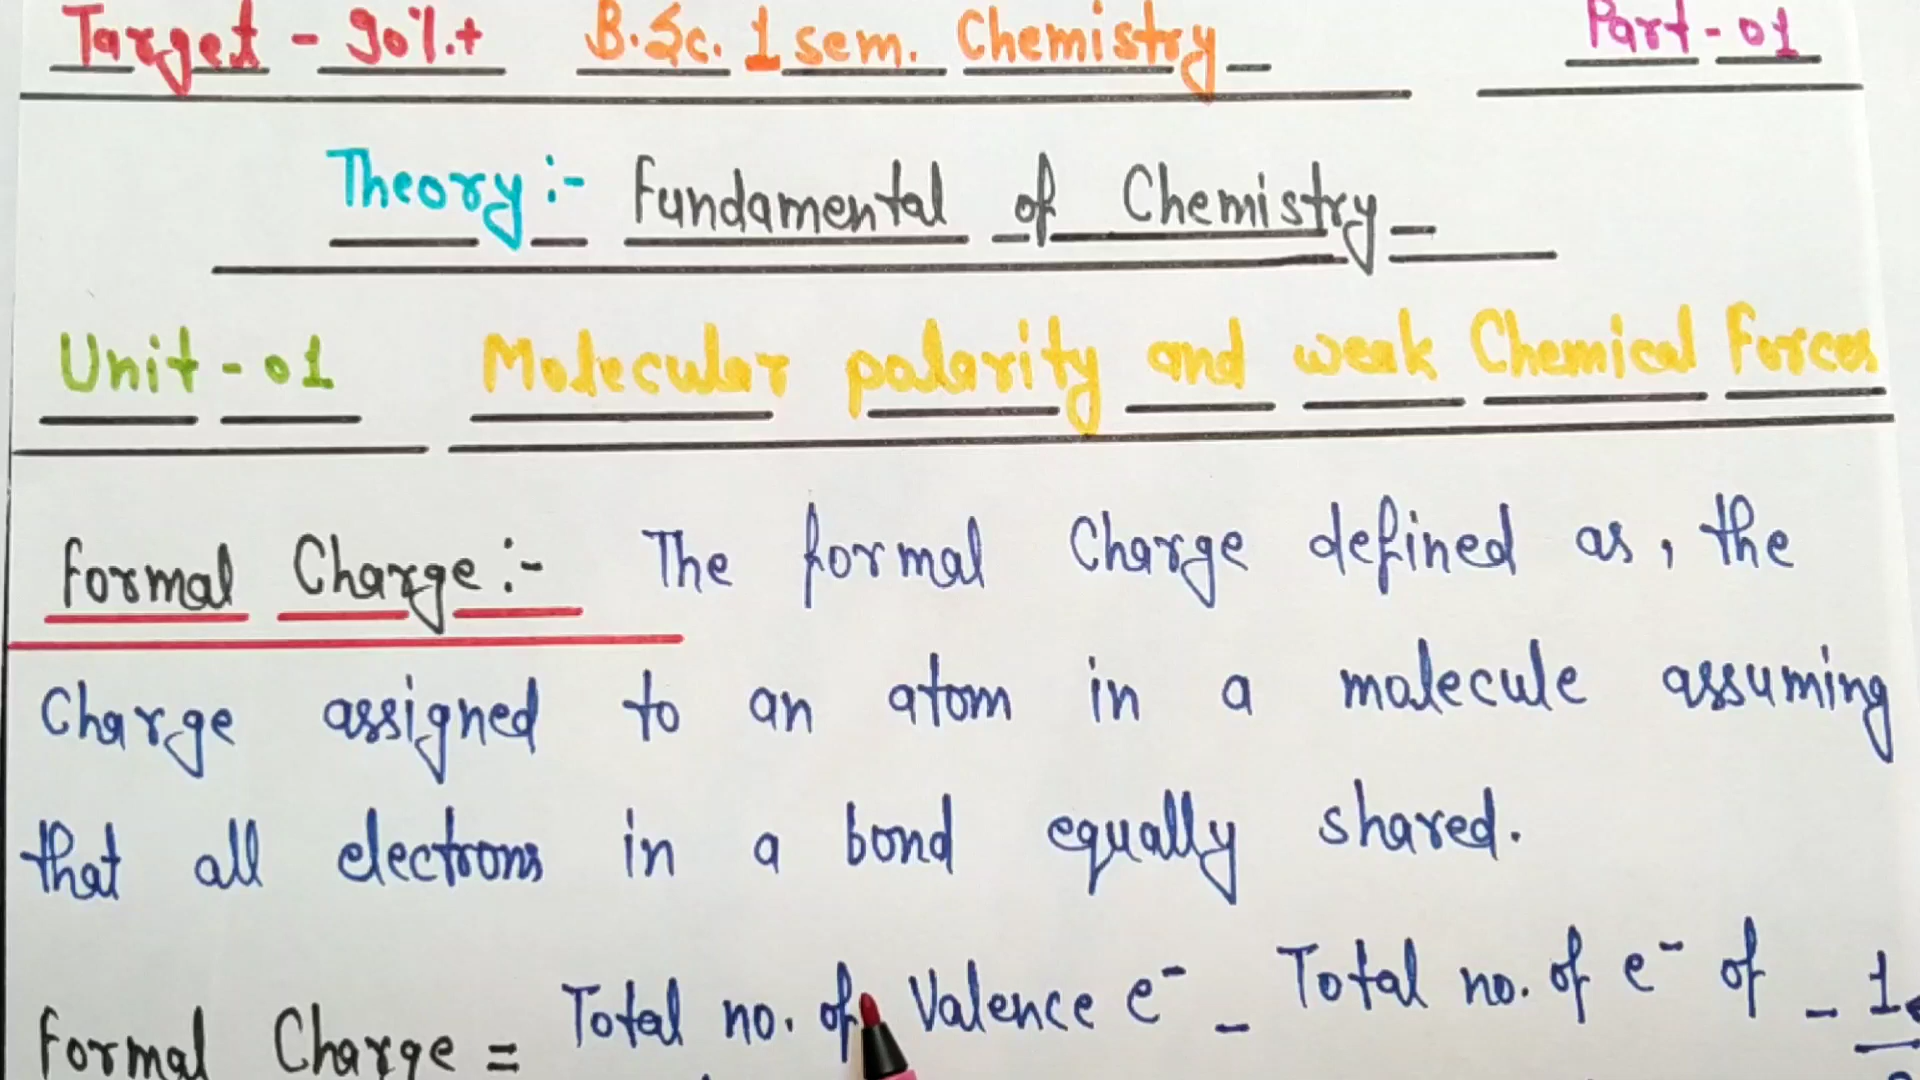 Target - 90%+ B.Sc. 1 sem. Chemistry Part-01
Theory :- Fundamental of Chemistry
Unit-01 Molecular polarity and weak Chemical Forces
Formal Charge :- The formal Charge defined as, the
Charge assigned to an atom in a molecule assuming
that all electrons in a bond equally shared.
Formal Charge = Total no. of Valence e⁻ - Total no. of e⁻ of - 1